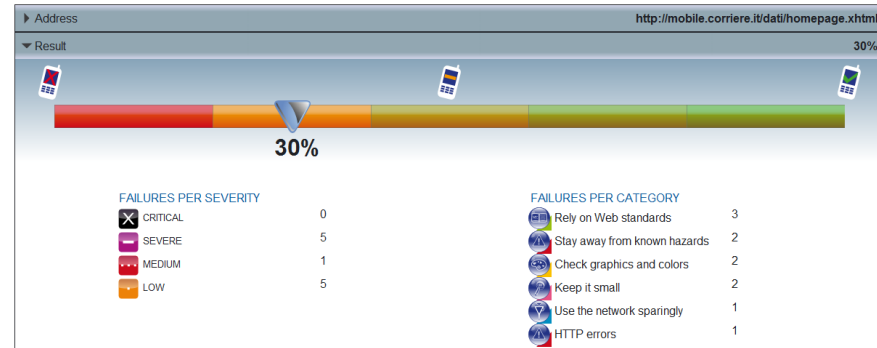 Address http://mobile.corriere.it/dati/homepage.xhtml
Result 30%
30%
FAILURES PER SEVERITY
CRITICAL 0
SEVERE 5
MEDIUM 1
LOW 5
FAILURES PER CATEGORY
Rely on Web standards 3
Stay away from known hazards 2
Check graphics and colors 2
Keep it small 2
Use the network sparingly 1
HTTP errors 1